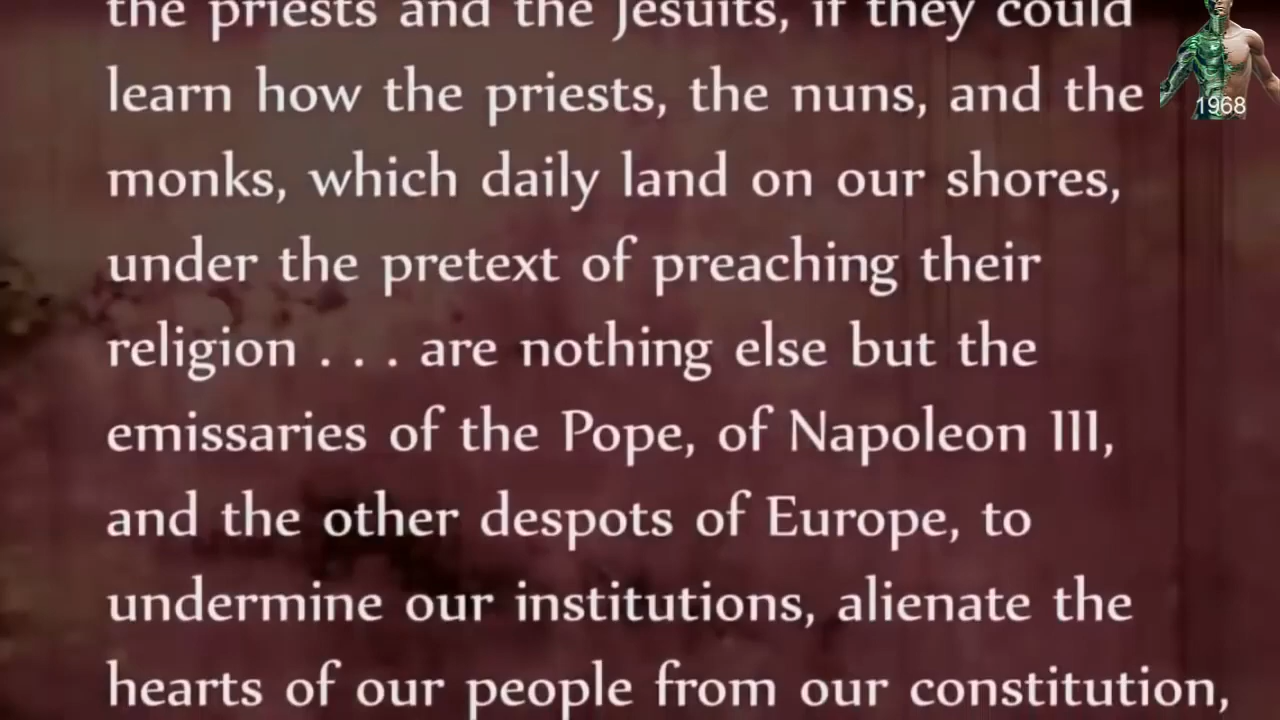 the priests and the Jesuits, if they could
learn how the priests, the nuns, and the
monks, which daily land on our shores,
under the pretext of preaching their
religion . . . are nothing else but the
emissaries of the Pope, of Napoleon III,
and the other despots of Europe, to
undermine our institutions, alienate the
hearts of our people from our constitution,
1968